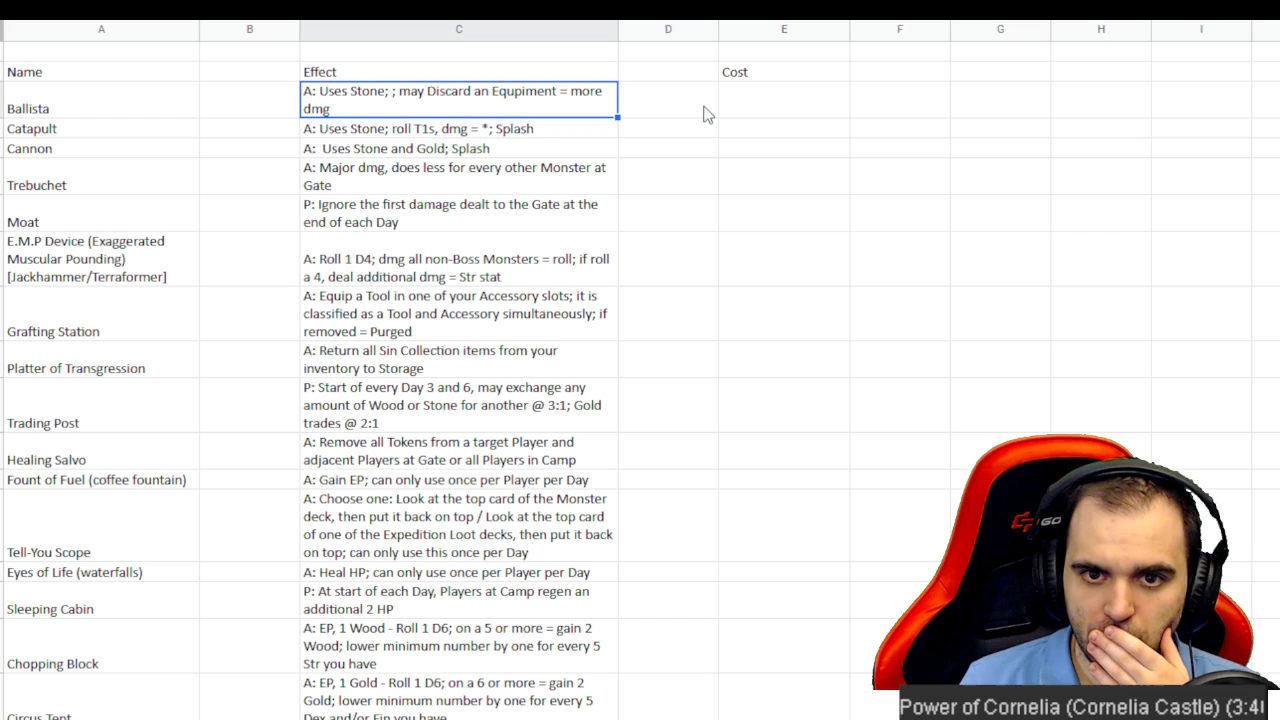 A B C D E F G H I
Name Effect Cost
Ballista
A: Uses Stone; ; may Discard an Equpiment = more
dmg
Catapult
A: Uses Stone; roll T1s, dmg = *; Splash
Cannon
A:  Uses Stone and Gold; Splash
Trebuchet
A: Major dmg, does less for every other Monster at
Gate
Moat
P: Ignore the first damage dealt to the Gate at the
end of each Day
E.M.P Device (Exaggerated
Muscular Pounding)
[Jackhammer/Terraformer]
A: Roll 1 D4; dmg all non-Boss Monsters = roll; if roll
a 4, deal additional dmg = Str stat
Grafting Station
A: Equip a Tool in one of your Accessory slots; it is
classified as a Tool and Accessory simultaneously; if
removed = Purged
Platter of Transgression
A: Return all Sin Collection items from your
inventory to Storage
Trading Post
P: Start of every Day 3 and 6, may exchange any
amount of Wood or Stone for another @ 3:1; Gold
trades @ 2:1
Healing Salvo
A: Remove all Tokens from a target Player and
adjacent Players at Gate or all Players in Camp
Fount of Fuel (coffee fountain)
A: Gain EP; can only use once per Player per Day
Tell-You Scope
A: Choose one: Look at the top card of the Monster
deck, then put it back on top / Look at the top card
of one of the Expedition Loot decks, then put it back
on top; can only use this once per Day
Eyes of Life (waterfalls)
A: Heal HP; can only use once per Player per Day
Sleeping Cabin
P: At start of each Day, Players at Camp regen an
additional 2 HP
Chopping Block
A: EP, 1 Wood - Roll 1 D6; on a 5 or more = gain 2
Wood; lower minimum number by one for every 5
Str you have
Circus Tent
A: EP, 1 Gold - Roll 1 D6; on a 6 or more = gain 2
Gold; lower minimum number by one for every 5
Dex and/or Fin you have
GO
Power of Cornelia (Cornelia Castle) (3:4